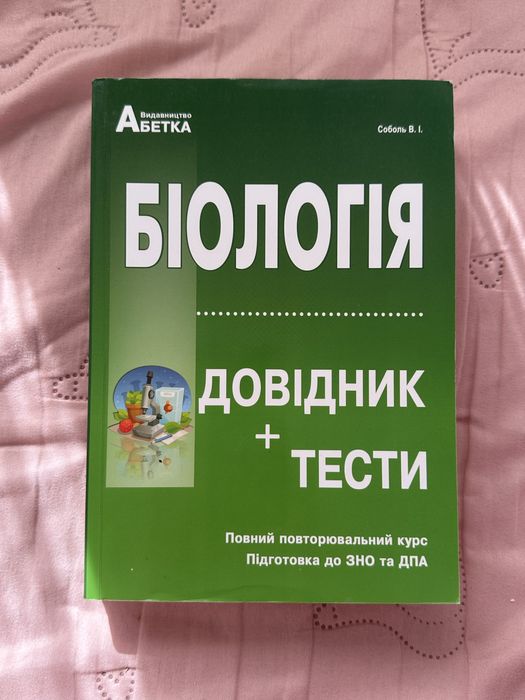 Видавництво
АБЕТКА
Соболь В. І.
БІОЛОГІЯ
ДОВІДНИК
+
ТЕСТИ
Повний повторювальний курс
Підготовка до ЗНО та ДПА